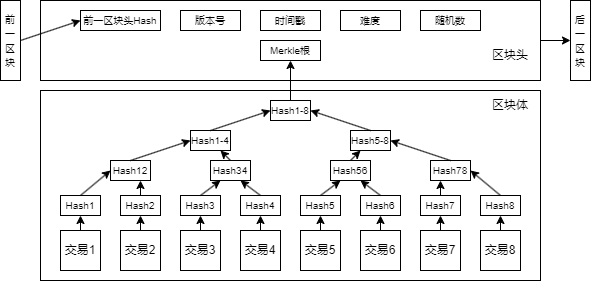 前一区块
前一区块头Hash
版本号
时间戳
难度
随机数
后一区块
Merkle根
区块头
区块体
Hash1-8
Hash1-4
Hash5-8
Hash12
Hash34
Hash56
Hash78
Hash1
Hash2
Hash3
Hash4
Hash5
Hash6
Hash7
Hash8
交易1
交易2
交易3
交易4
交易5
交易6
交易7
交易8